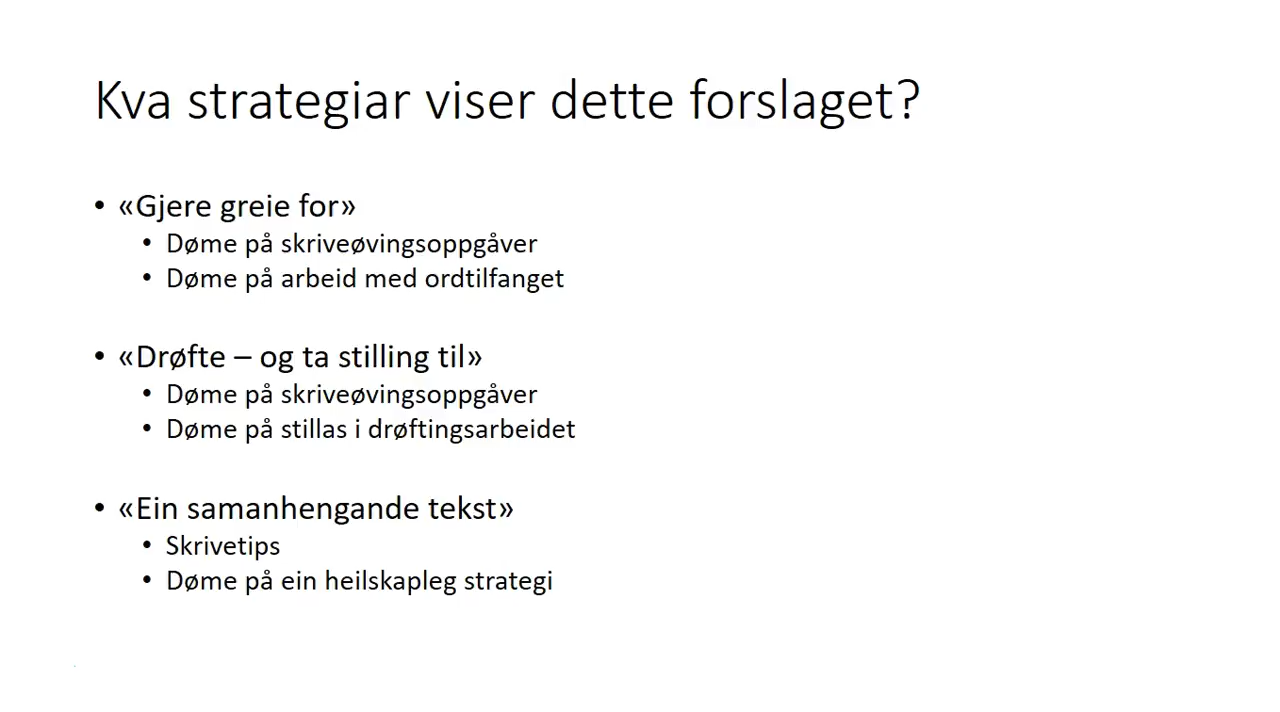 Kva strategiar viser dette forslaget?
• «Gjere greie for»
• Døme på skriveøvingsoppgåver
• Døme på arbeid med ordtilfanget
• «Drøfte – og ta stilling til»
• Døme på skriveøvingsoppgåver
• Døme på stillas i drøftingsarbeidet
• «Ein samanhengande tekst»
• Skrivetips
• Døme på ein heilskapleg strategi